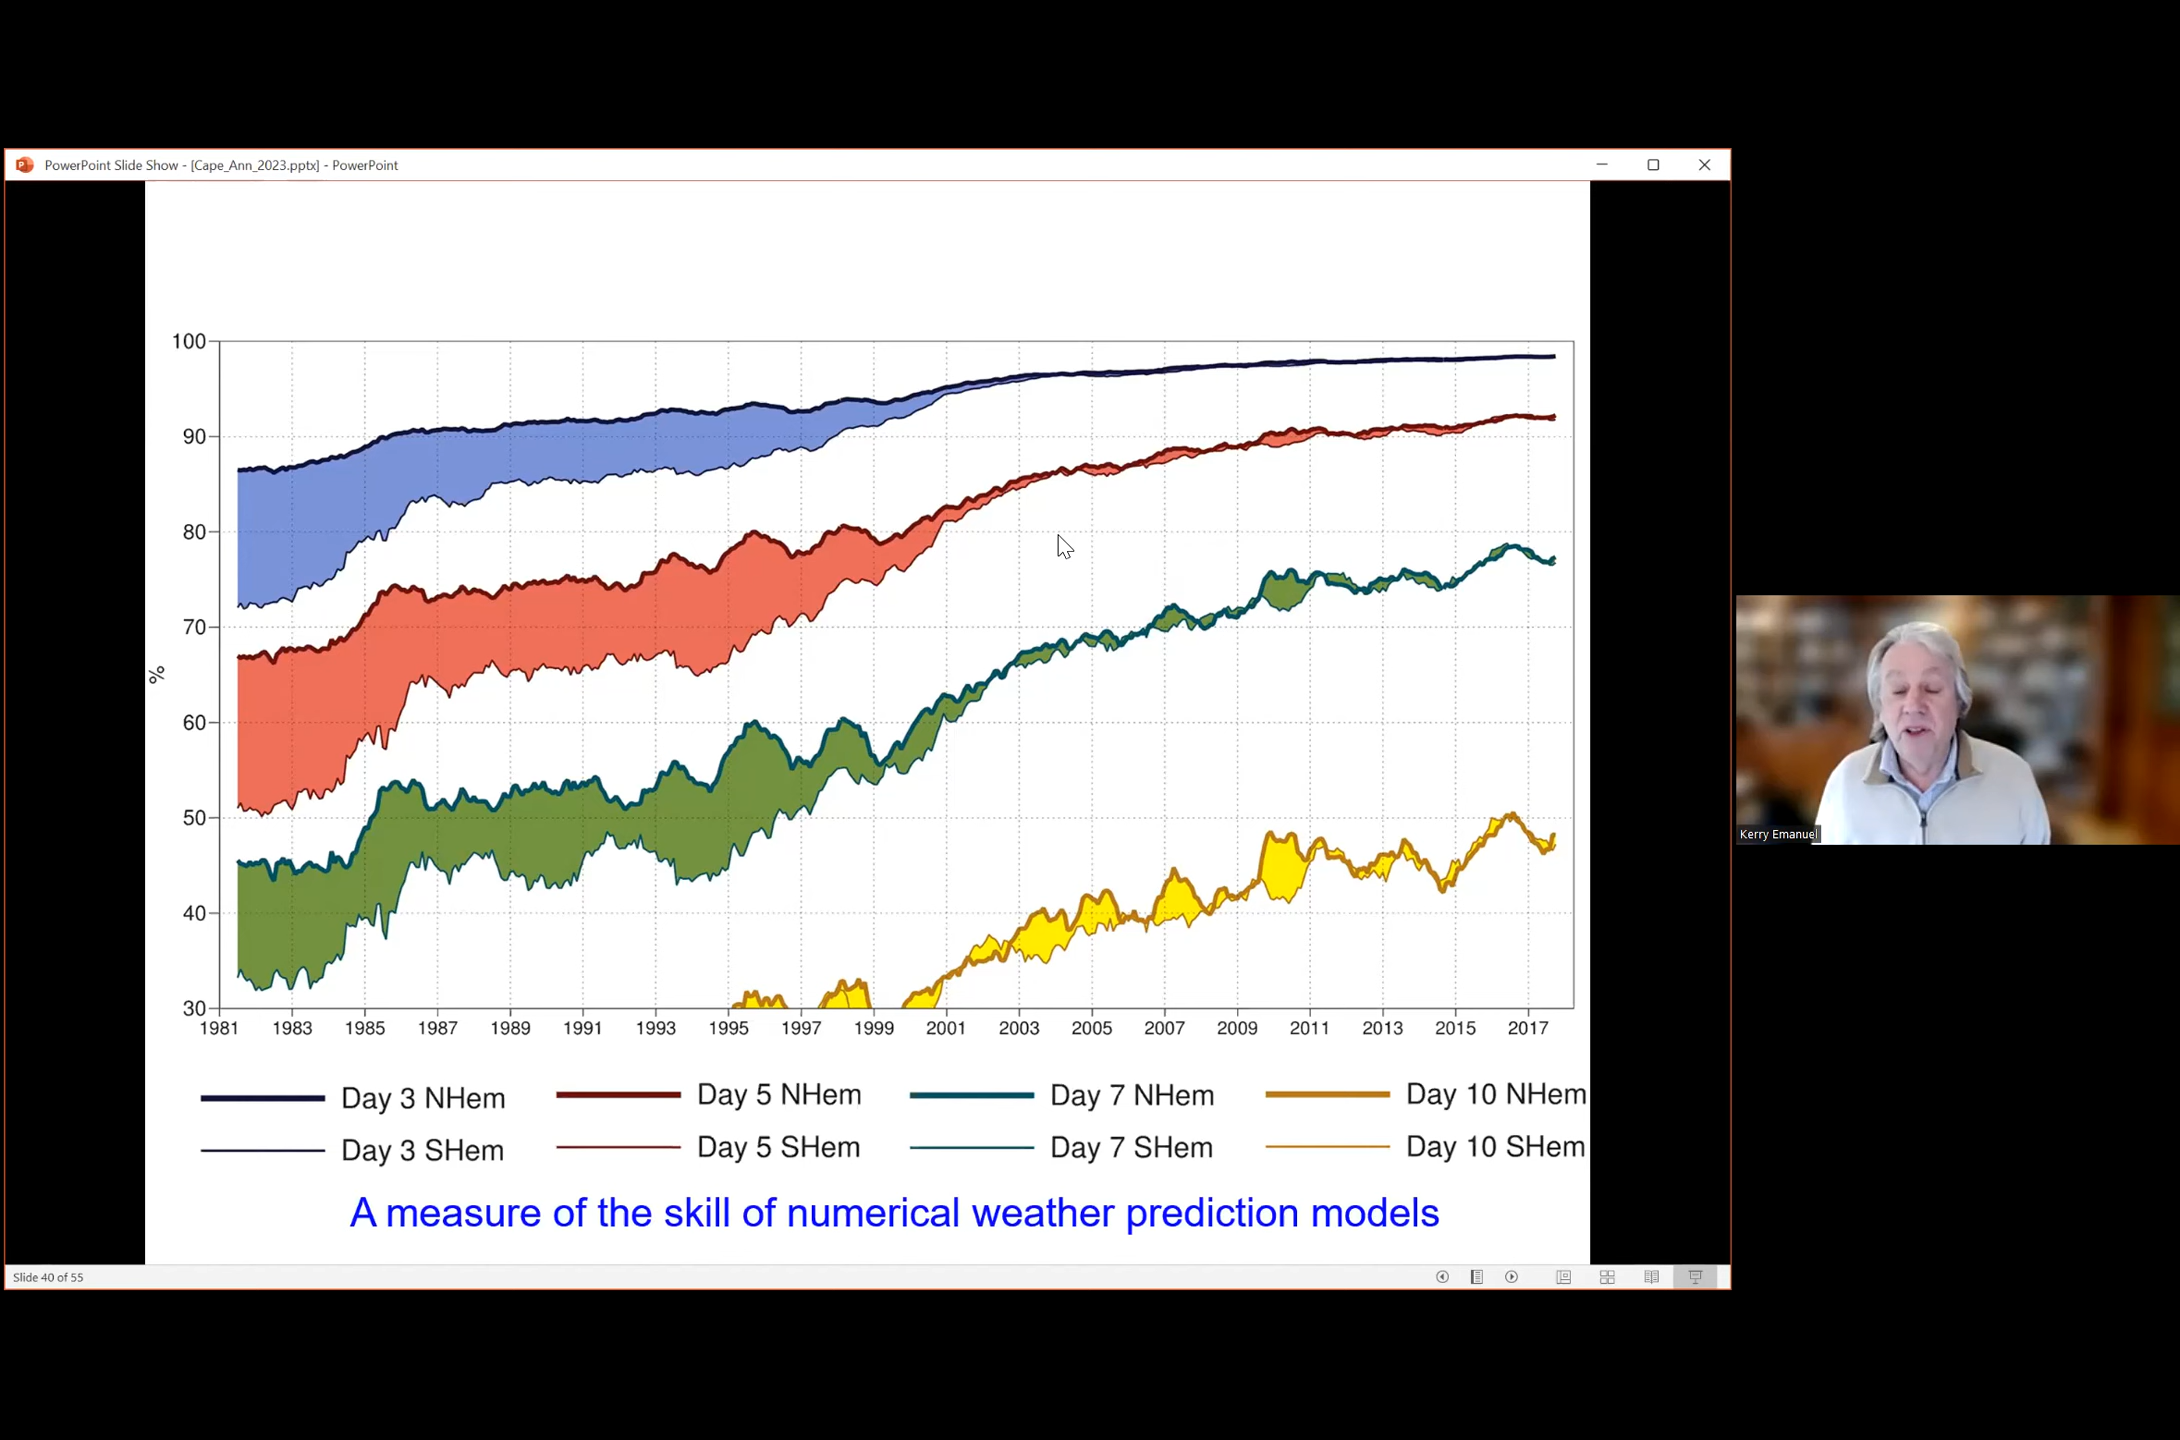 PowerPoint Slide Show - [Cape_Ann_2023.pptx] - PowerPoint
100
90
80
70
60
50
40
30
%
1981 1983 1985 1987 1989 1991 1993 1995 1997 1999 2001 2003 2005 2007 2009 2011 2013 2015 2017
Day 3 NHem Day 5 NHem Day 7 NHem Day 10 NHem
Day 3 SHem Day 5 SHem Day 7 SHem Day 10 SHem
A measure of the skill of numerical weather prediction models
Slide 40 of 55
Kerry Emanuel